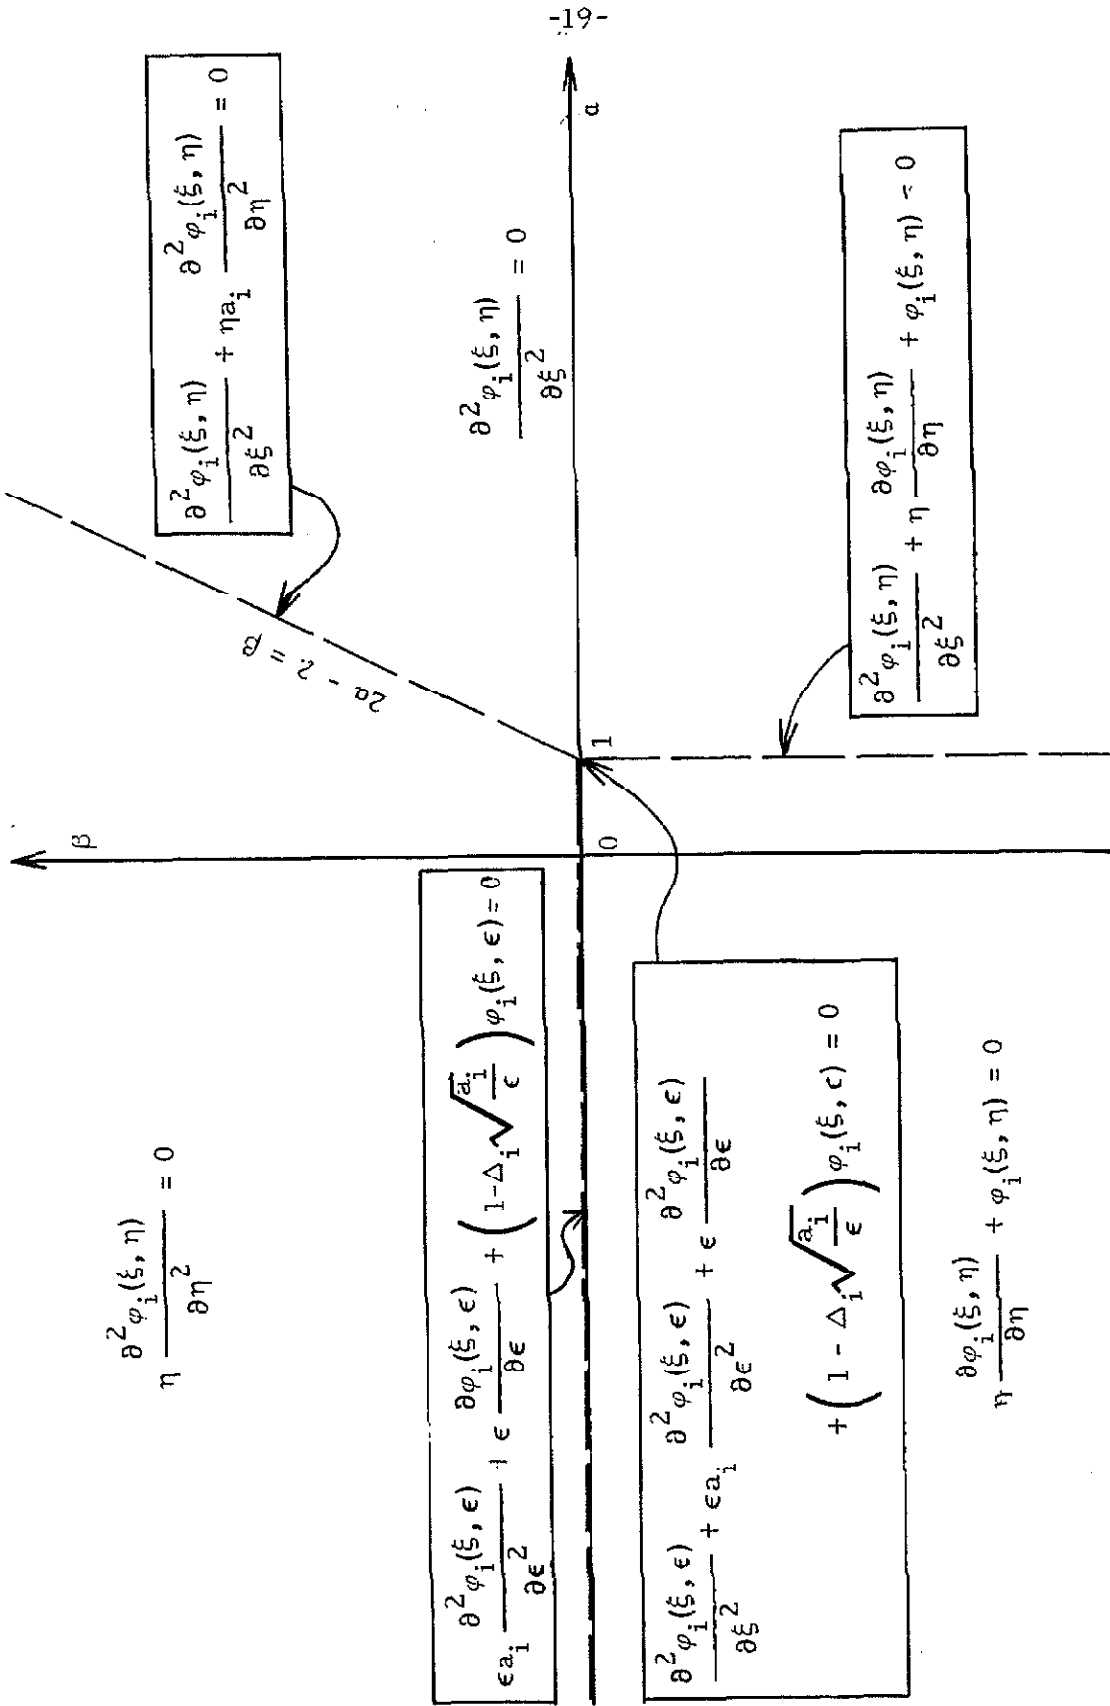 -19-
∂²φᵢ(ξ, η)/∂ξ² + ηaᵢ ∂²φᵢ(ξ, η)/∂η² = 0
β
2α - 2 = β
η ∂²φᵢ(ξ, η)/∂η² = 0
∂²φᵢ(ξ, η)/∂ξ² = 0
εaᵢ ∂²φᵢ(ξ, ε)/∂ε² + ε ∂φᵢ(ξ, ε)/∂ε + (1-Δᵢ√(aᵢ/ε)) φᵢ(ξ, ε) = 0
0
1
α
∂²φᵢ(ξ, ε)/∂ξ² + εaᵢ ∂²φᵢ(ξ, ε)/∂ε² + ε ∂²φᵢ(ξ, ε)/∂ε
+ (1 - Δᵢ√(aᵢ/ε)) φᵢ(ξ, ε) = 0
∂²φᵢ(ξ, η)/∂ξ² + η ∂φᵢ(ξ, η)/∂η + φᵢ(ξ, η) = 0
η ∂φᵢ(ξ, η)/∂η + φᵢ(ξ, η) = 0